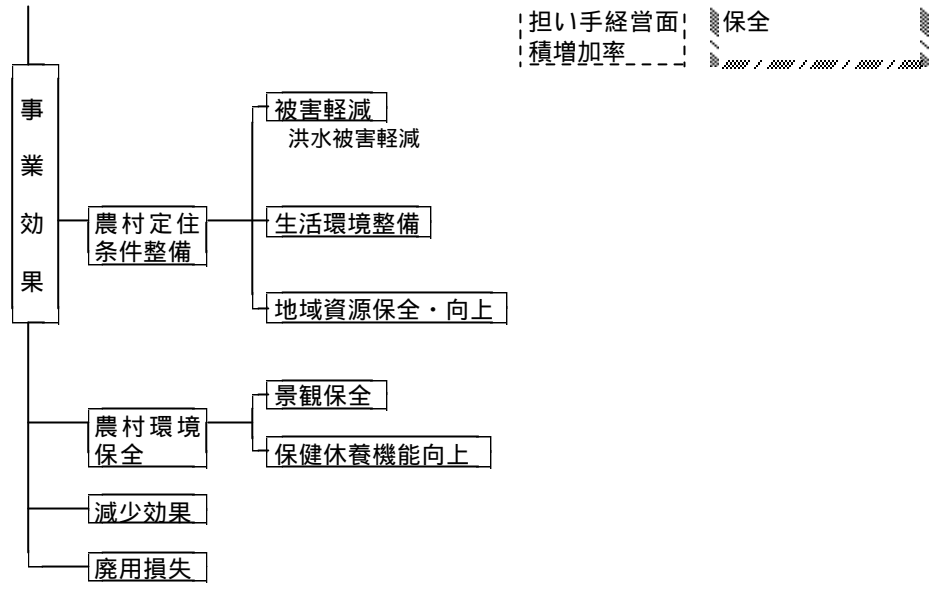 担い手経営面
積増加率
保全
事
業
効
果
被害軽減
洪水被害軽減
農村定住
条件整備
生活環境整備
地域資源保全・向上
農村環境
保全
景観保全
保健休養機能向上
減少効果
廃用損失